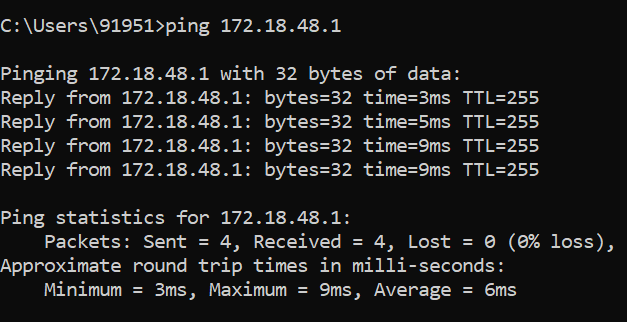 C:\Users\91951>ping 172.18.48.1
Pinging 172.18.48.1 with 32 bytes of data:
Reply from 172.18.48.1: bytes=32 time=3ms TTL=255
Reply from 172.18.48.1: bytes=32 time=5ms TTL=255
Reply from 172.18.48.1: bytes=32 time=9ms TTL=255
Reply from 172.18.48.1: bytes=32 time=9ms TTL=255
Ping statistics for 172.18.48.1:
    Packets: Sent = 4, Received = 4, Lost = 0 (0% loss),
Approximate round trip times in milli-seconds:
    Minimum = 3ms, Maximum = 9ms, Average = 6ms